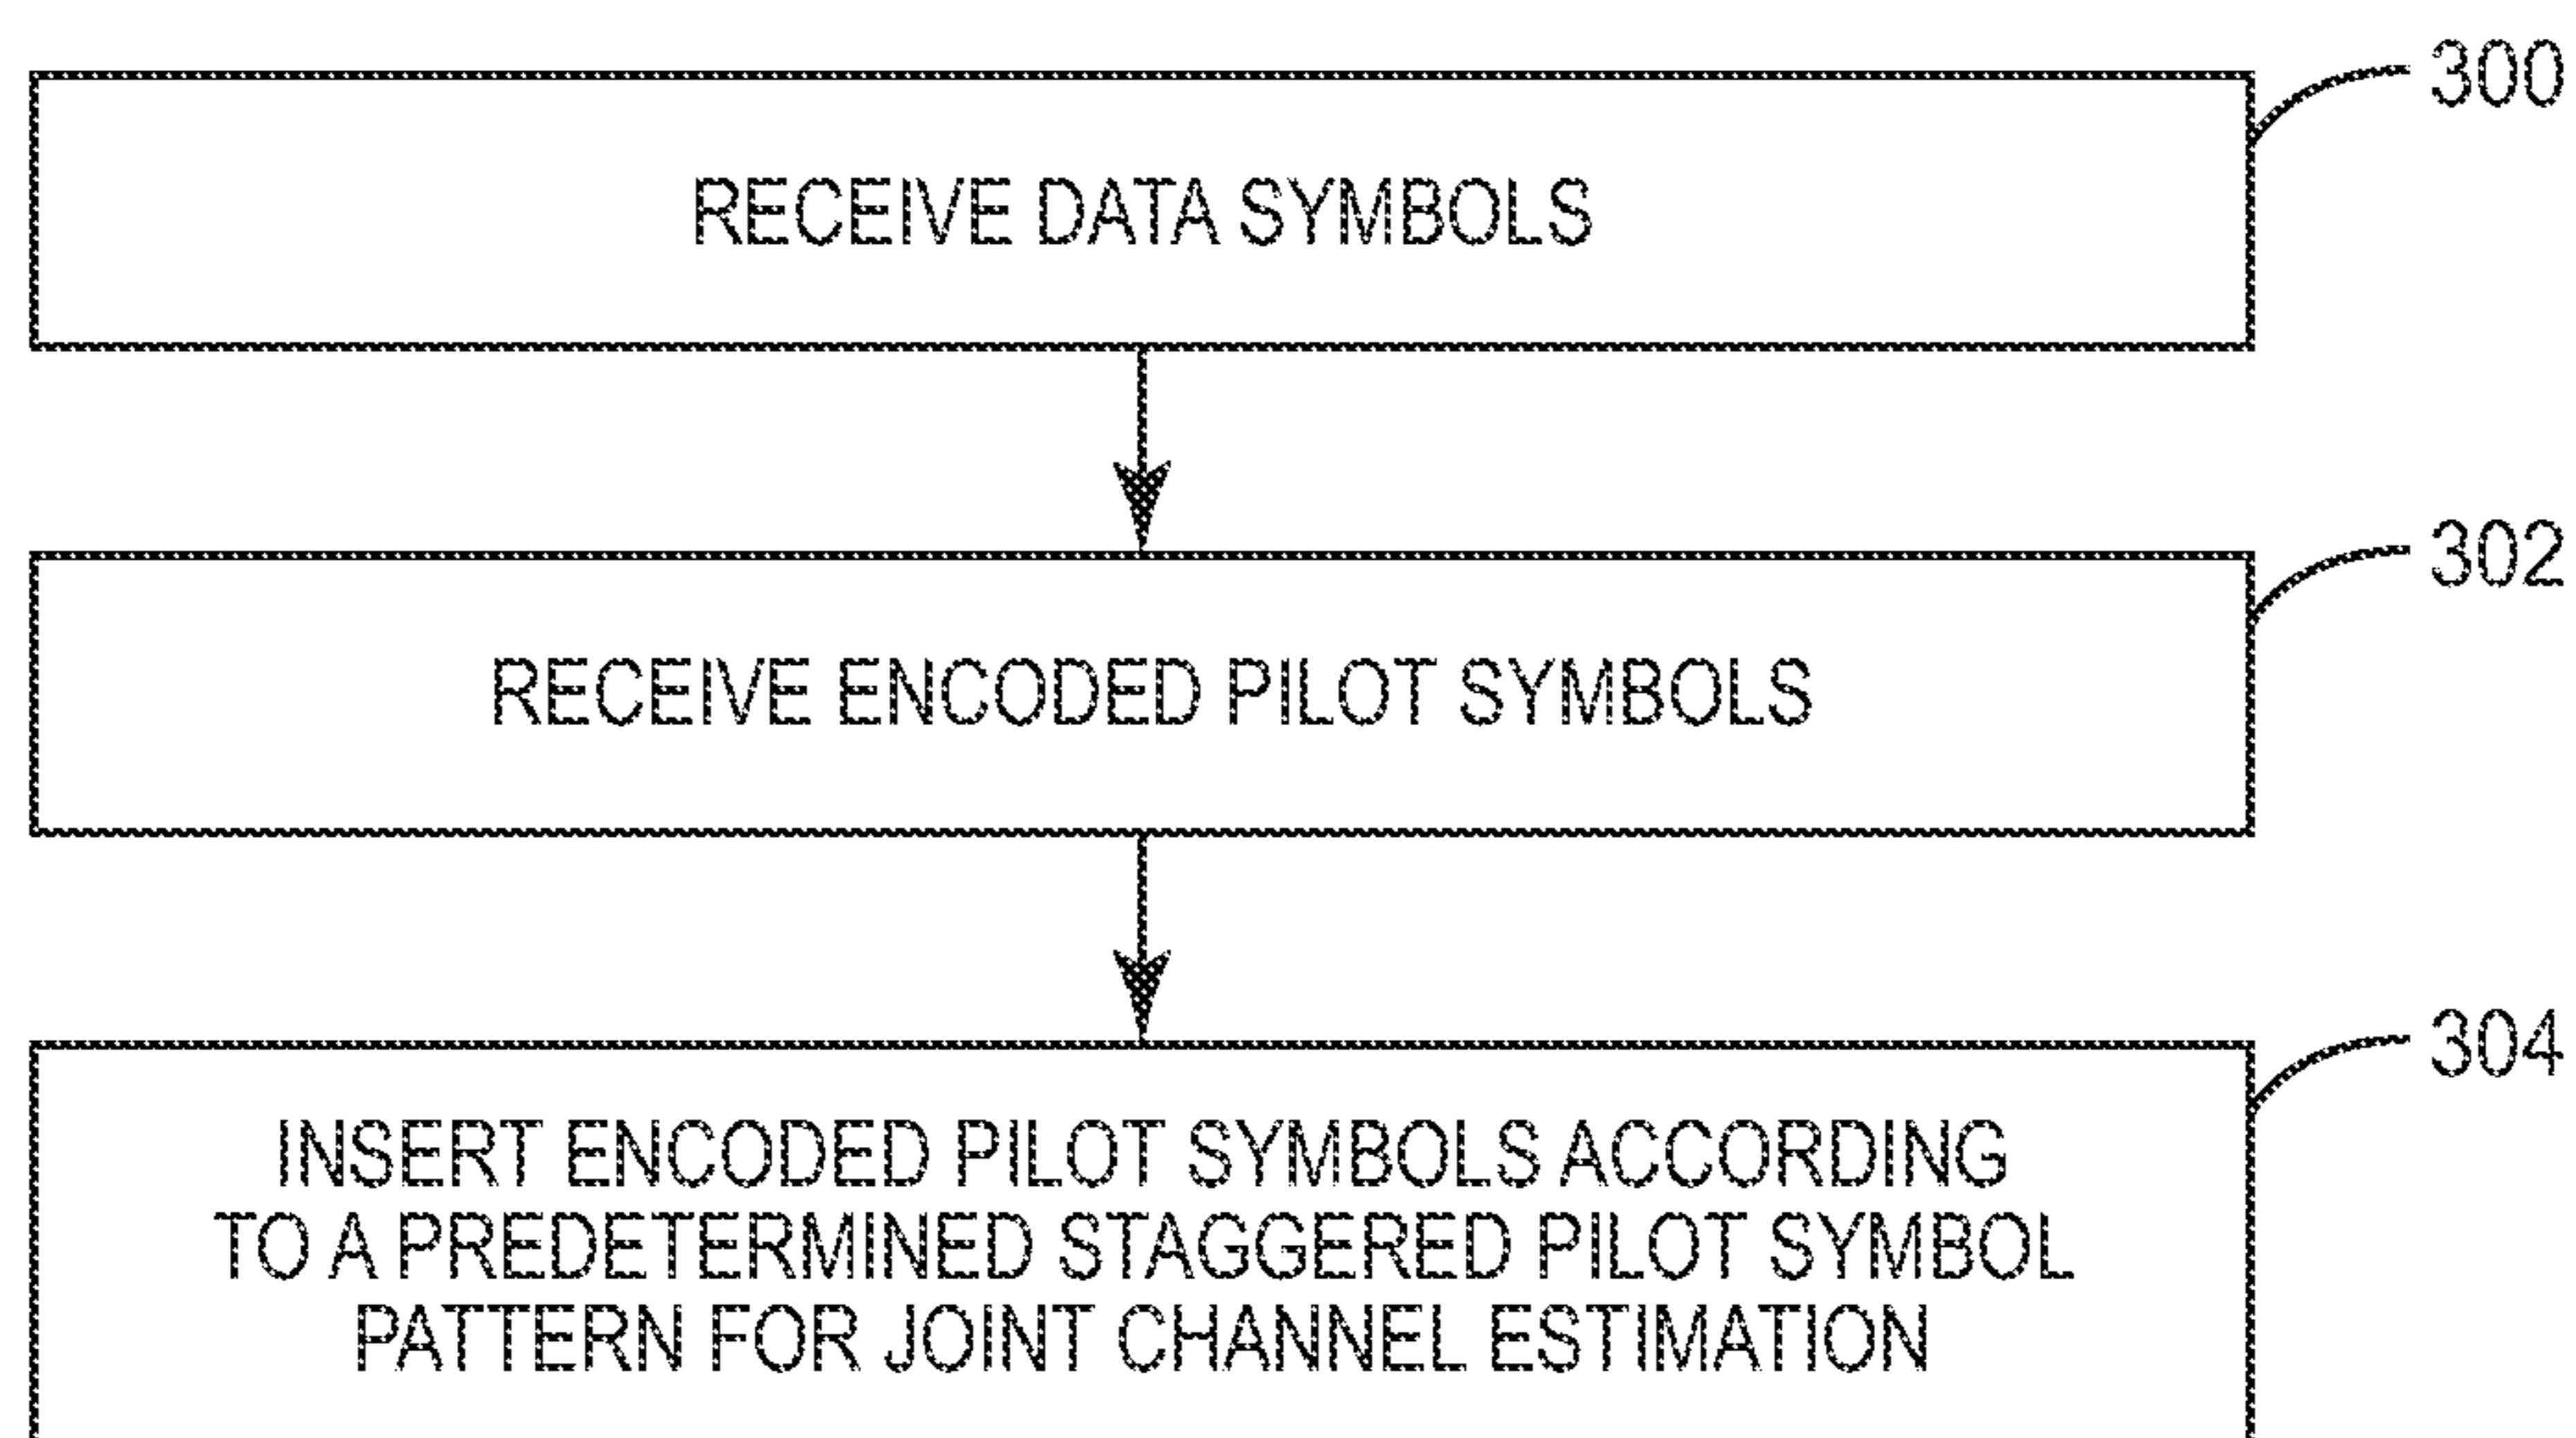 300
RECEIVE DATA SYMBOLS
302
RECEIVE ENCODED PILOT SYMBOLS
304
INSERT ENCODED PILOT SYMBOLS ACCORDING
TO A PREDETERMINED STAGGERED PILOT SYMBOL
PATTERN FOR JOINT CHANNEL ESTIMATION